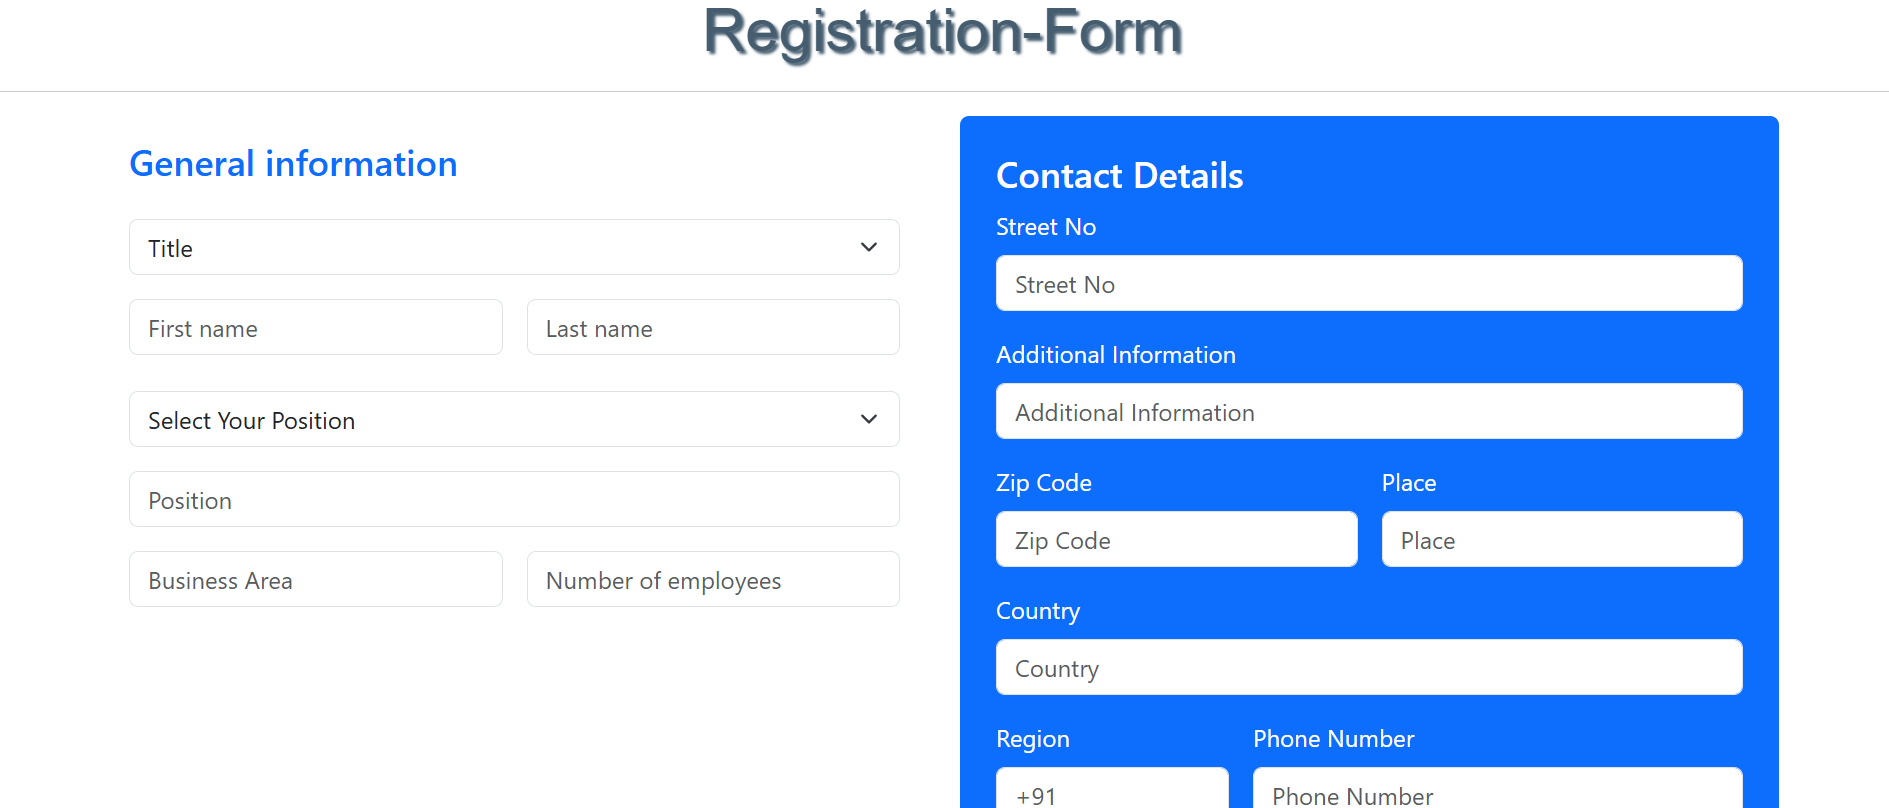 Registration-Form
General information
Title
First name Last name
Select Your Position
Position
Business Area Number of employees
Contact Details
Street No
Street No
Additional Information
Additional Information
Zip Code Place
Zip Code Place
Country
Country
Region Phone Number
+91 Phone Number